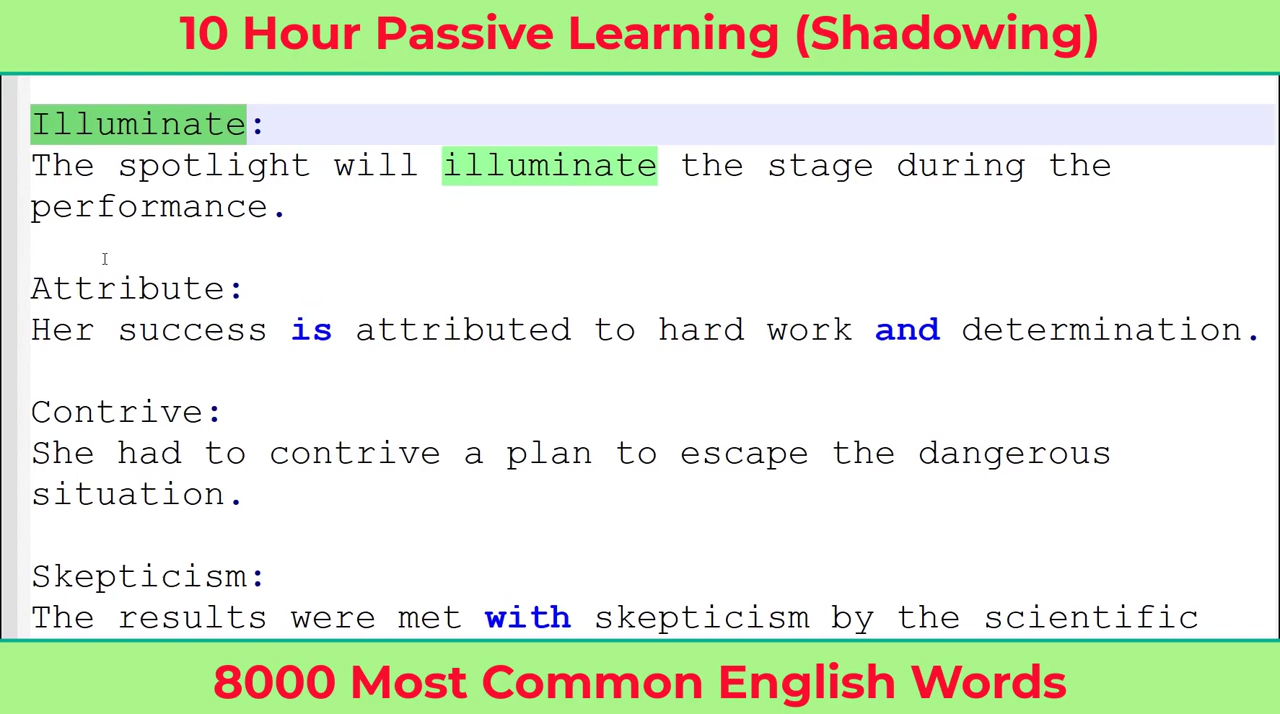 10 Hour Passive Learning (Shadowing)
Illuminate:
The spotlight will illuminate the stage during the
performance.
Attribute:
Her success is attributed to hard work and determination.
Contrive:
She had to contrive a plan to escape the dangerous
situation.
Skepticism:
The results were met with skepticism by the scientific
8000 Most Common English Words